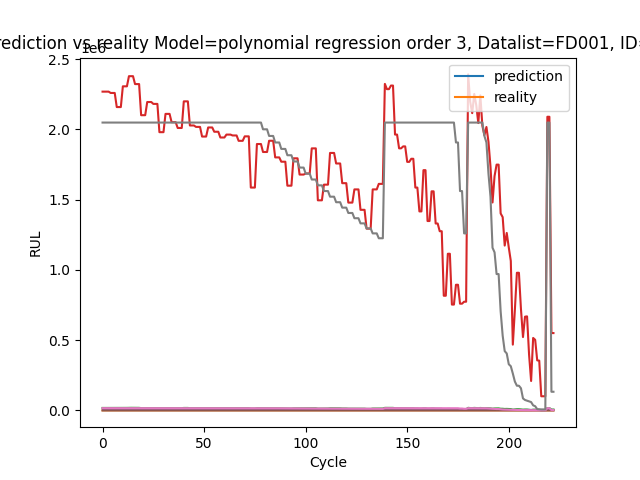 rediction vs reality Model=polynomial regression order 3, Datalist=FD001, ID=
1e6
2.5
2.0
1.5
1.0
0.5
0.0
RUL
prediction
reality
0 50 100 150 200
Cycle